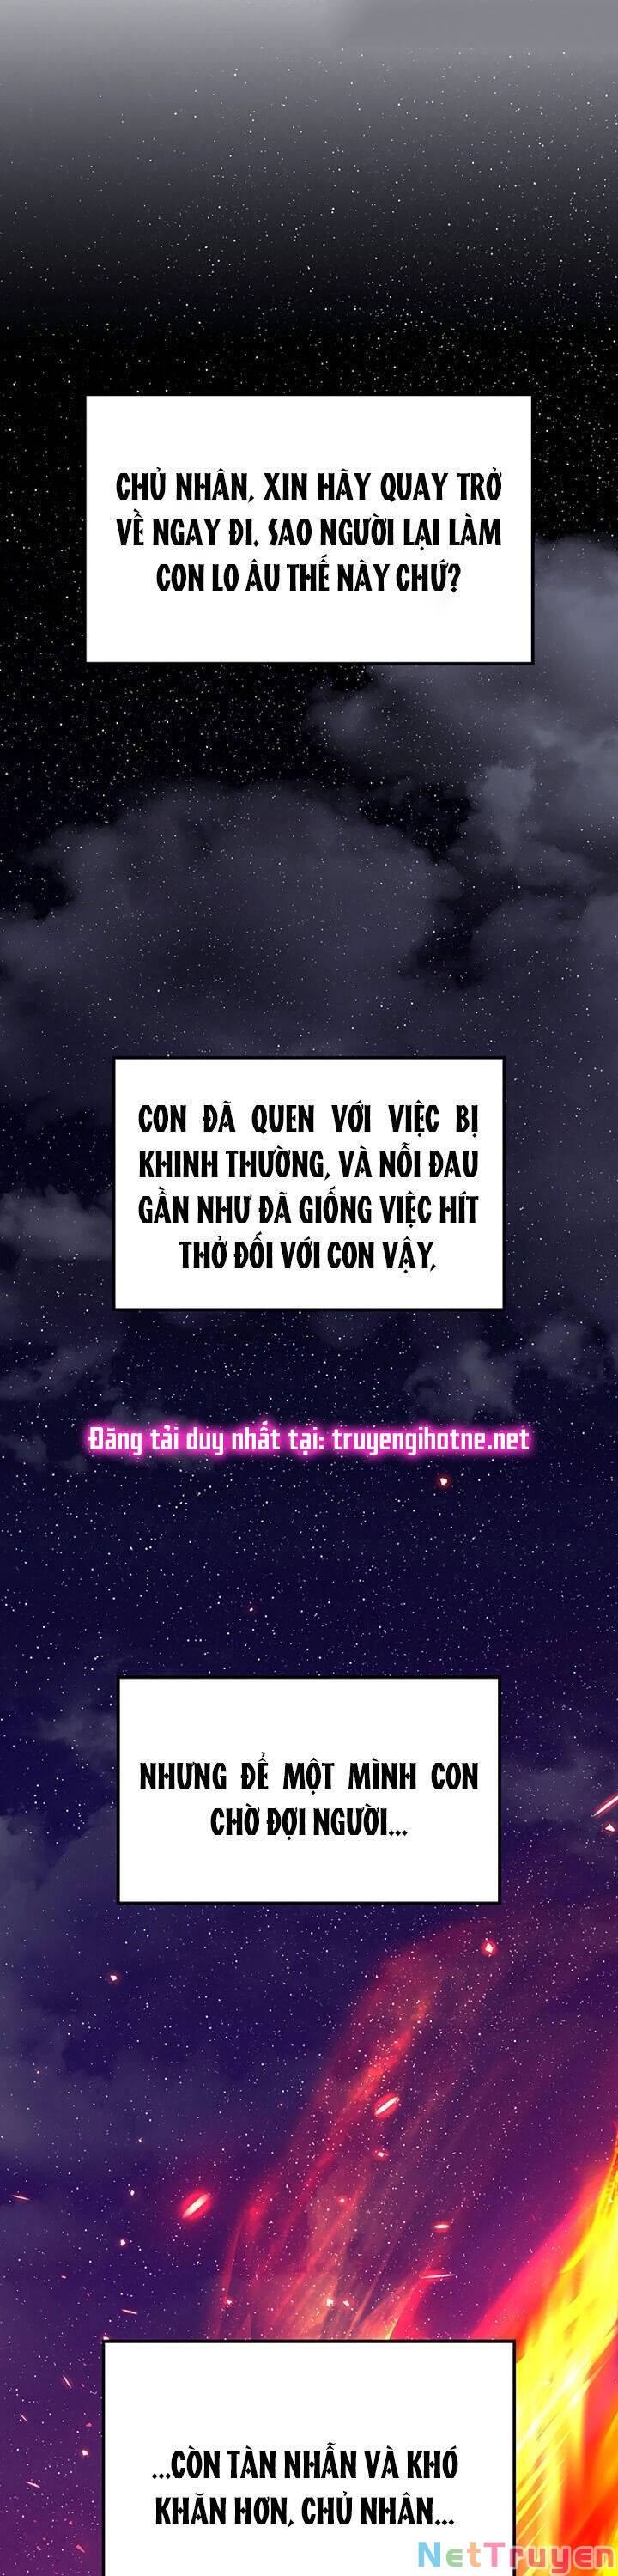 CHỦ NHÂN, XIN HÃY QUAY TRỞ
VỀ NGAY ĐI. SAO NGƯỜI LẠI LÀM
CON LO ÂU THẾ NÀY CHỨ?
CON ĐÃ QUEN VỚI VIỆC BỊ
KHINH THƯỜNG, VÀ NỖI ĐAU
GẦN NHƯ ĐÃ GIỐNG VIỆC HÍT
THỞ ĐỐI VỚI CON VẬY,
Đăng tải duy nhất tại: truyengihotne.net
NHƯNG ĐỂ MỘT MÌNH CON
CHỜ ĐỢI NGƯỜI...
...CÒN TÀN NHẪN VÀ KHÓ
KHĂN HƠN, CHỦ NHÂN...
NetTruyen